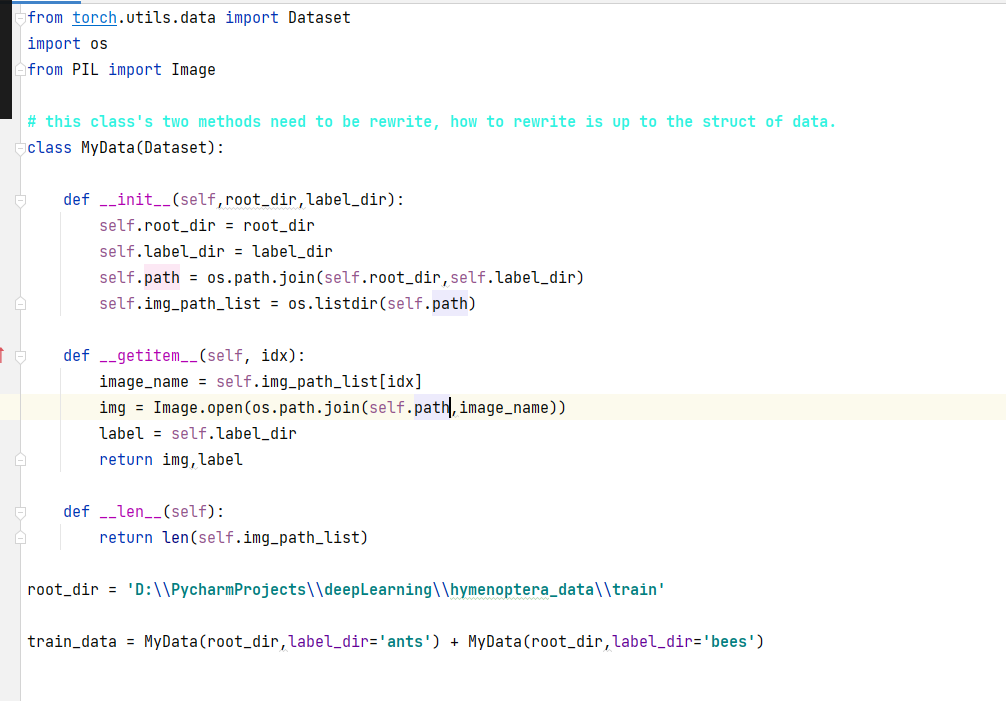 from torch.utils.data import Dataset
import os
from PIL import Image
# this class's two methods need to be rewrite, how to rewrite is up to the struct of data.
class MyData(Dataset):
    def __init__(self,root_dir,label_dir):
        self.root_dir = root_dir
        self.label_dir = label_dir
        self.path = os.path.join(self.root_dir,self.label_dir)
        self.img_path_list = os.listdir(self.path)
    def __getitem__(self, idx):
        image_name = self.img_path_list[idx]
        img = Image.open(os.path.join(self.path,image_name))
        label = self.label_dir
        return img,label
    def __len__(self):
        return len(self.img_path_list)
root_dir = 'D:\\PycharmProjects\\deepLearning\\hymenoptera_data\\train'
train_data = MyData(root_dir,label_dir='ants') + MyData(root_dir,label_dir='bees')